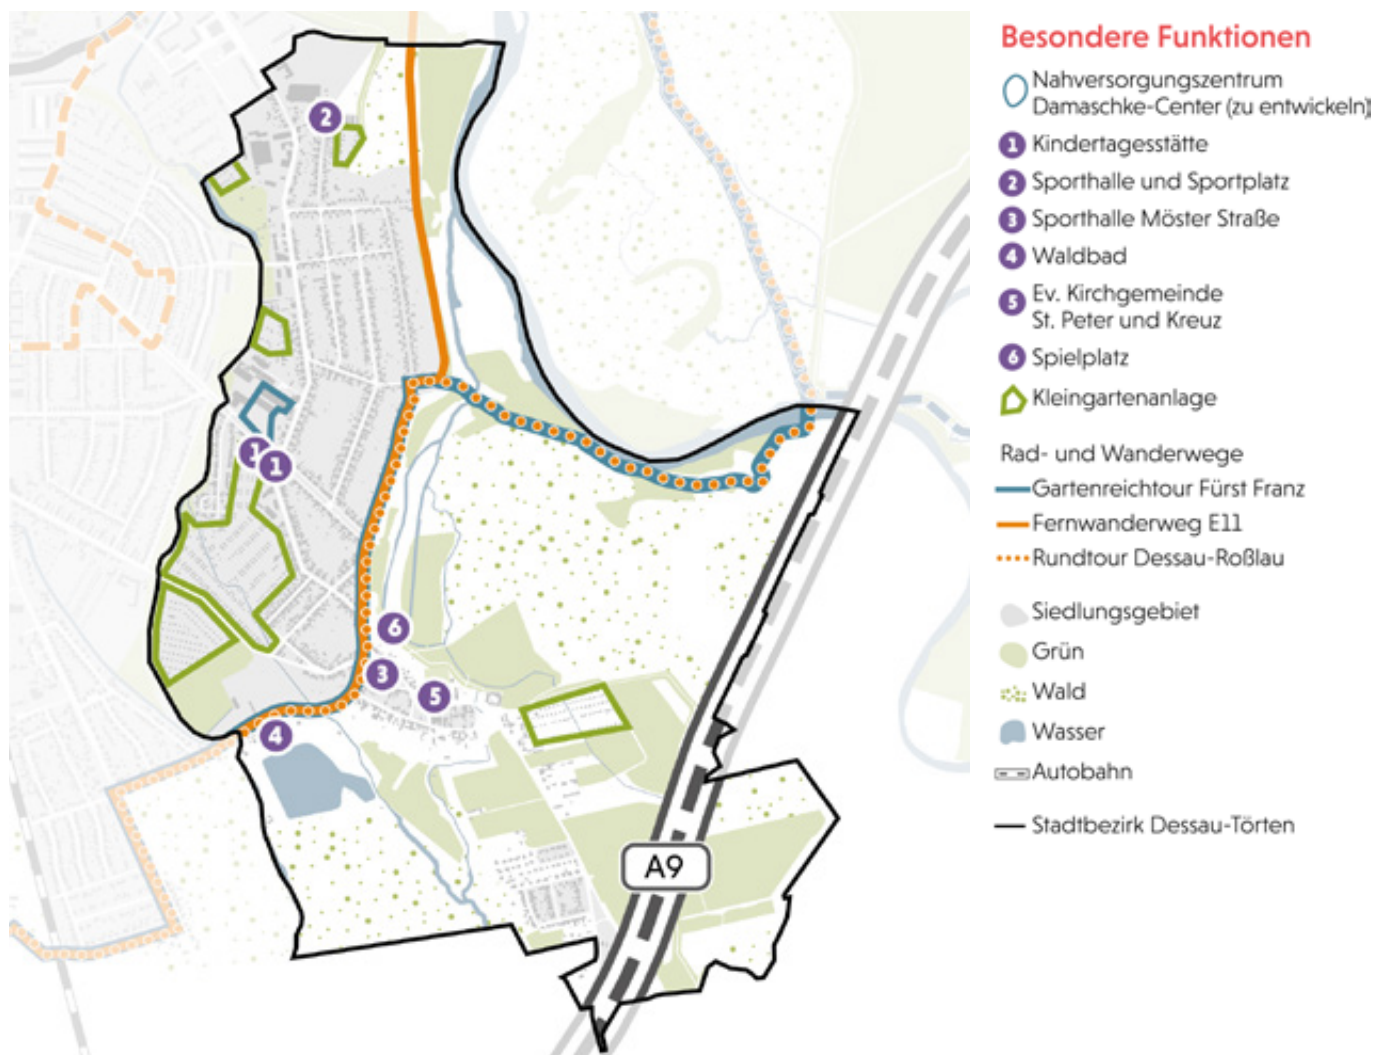 Besondere Funktionen
Nahversorgungszentrum
Damaschke-Center (zu entwickeln)
1 Kindertagesstätte
2 Sporthalle und Sportplatz
3 Sporthalle Möster Straße
4 Waldbad
5 Ev. Kirchgemeinde
St. Peter und Kreuz
6 Spielplatz
Kleingartenanlage
Rad- und Wanderwege
Gartenreichtour Fürst Franz
Fernwanderweg E11
Rundtour Dessau-Roßlau
Siedlungsgebiet
Grün
Wald
Wasser
Autobahn
Stadtbezirk Dessau-Törten
2
1
1
6
3
5
4
A9